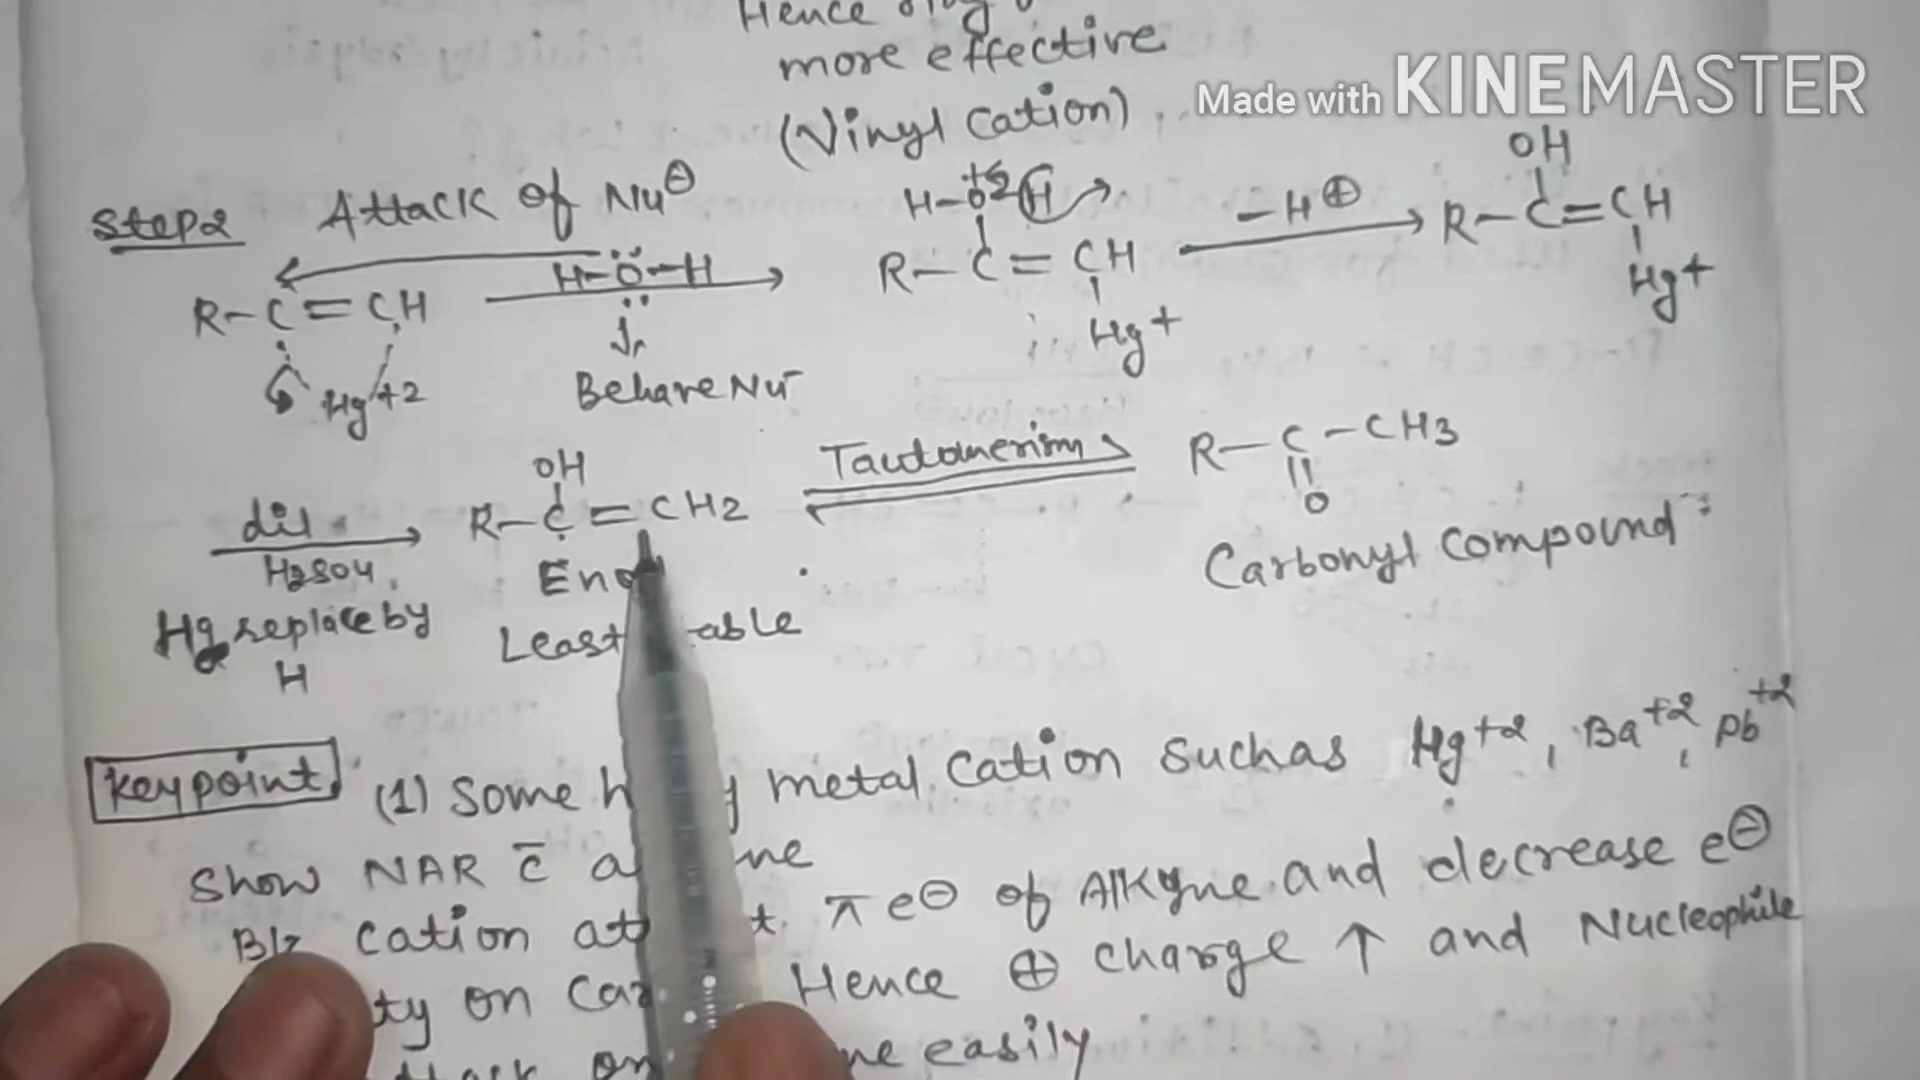 Hence
more effective
(Vinyl Cation)
Made with KINEMASTER
Step2 Attack of Nu⊖
R-C=CH
Hg+2
H-Ö-H
Behave Nu-
H-O-H
R-C=CH
Hg+
-H⊕
OH
R-C=CH
Hg+
dil.
H2SO4.
Hg replace by
H
OH
R-C=CH2
Least
Tautomerism
R-C-CH3
O
Carbonyl Compound
Keypoint (1) Some metal cation such as Hg+2, Ba+2, Pb+2
Show NAR c̄
B/z cation π e⊖ of Alkyne and decrease e⊖
on Hence ⊕ charge ↑ and Nucleophile
on easily